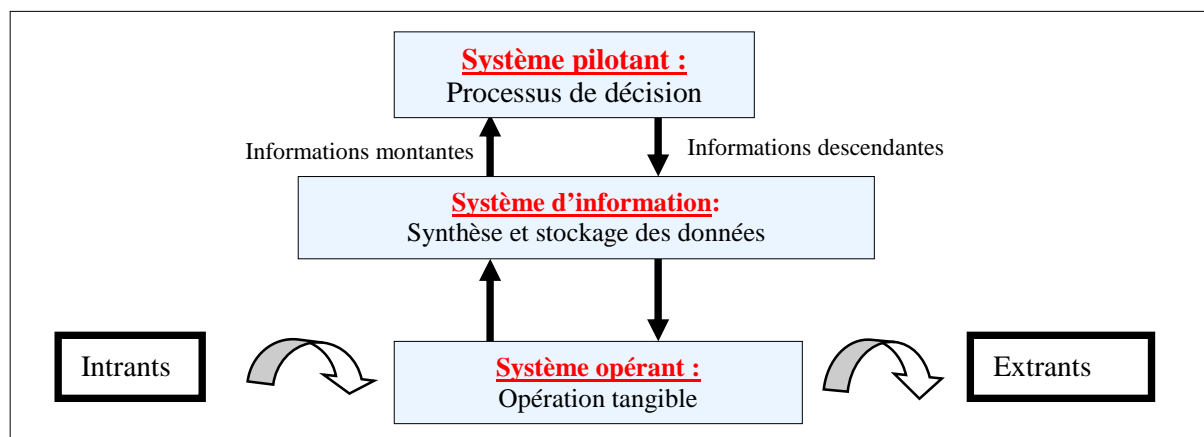 Système pilotant :
Processus de décision
Informations montantes
Informations descendantes
Système d’information:
Synthèse et stockage des données
Intrants
Système opérant :
Opération tangible
Extrants